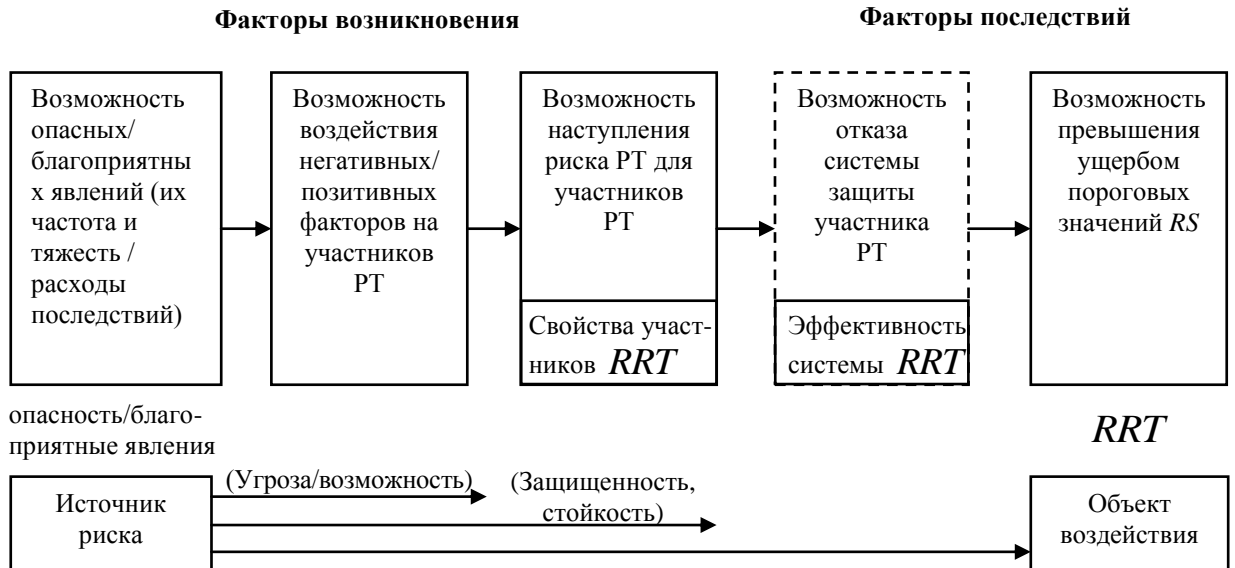 Факторы возникновения
Факторы последствий
Возможность
опасных/
благоприятны
х явлений (их
частота и
тяжесть /
расходы
последствий)
Возможность
воздействия
негативных/
позитивных
факторов на
участников
РТ
Возможность
наступления
риска РТ для
участников
РТ
Свойства участ-
ников RRT
Возможность
отказа
системы
защиты
участника
РТ
Эффективность
системы RRT
Возможность
превышения
ущербом
пороговых
значений RS
опасность/благо-
приятные явления
RRT
Источник
риска
(Угроза/возможность)
(Защищенность,
стойкость)
Объект
воздействия